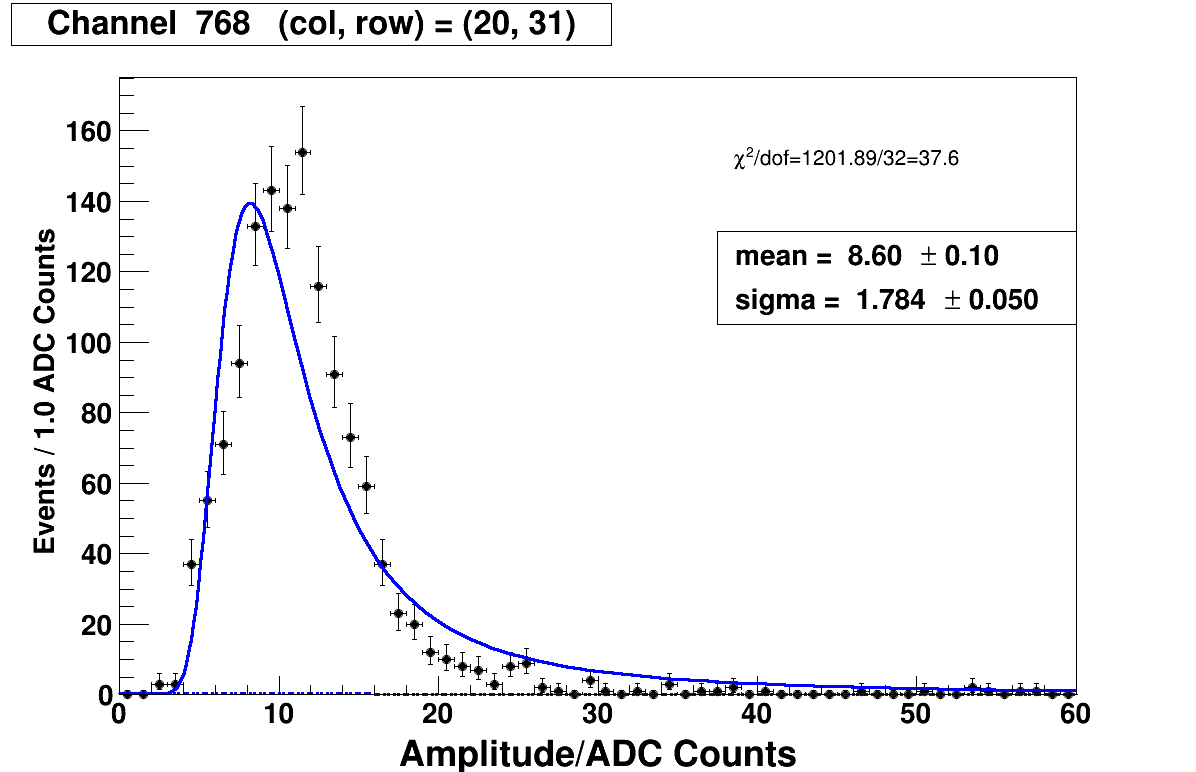 Channel 768 (col, row) = (20, 31)
χ²/dof=1201.89/32=37.6
mean = 8.60 ± 0.10
sigma = 1.784 ± 0.050
Events / 1.0 ADC Counts
160
140
120
100
80
60
40
20
0
0 10 20 30 40 50 60
Amplitude/ADC Counts